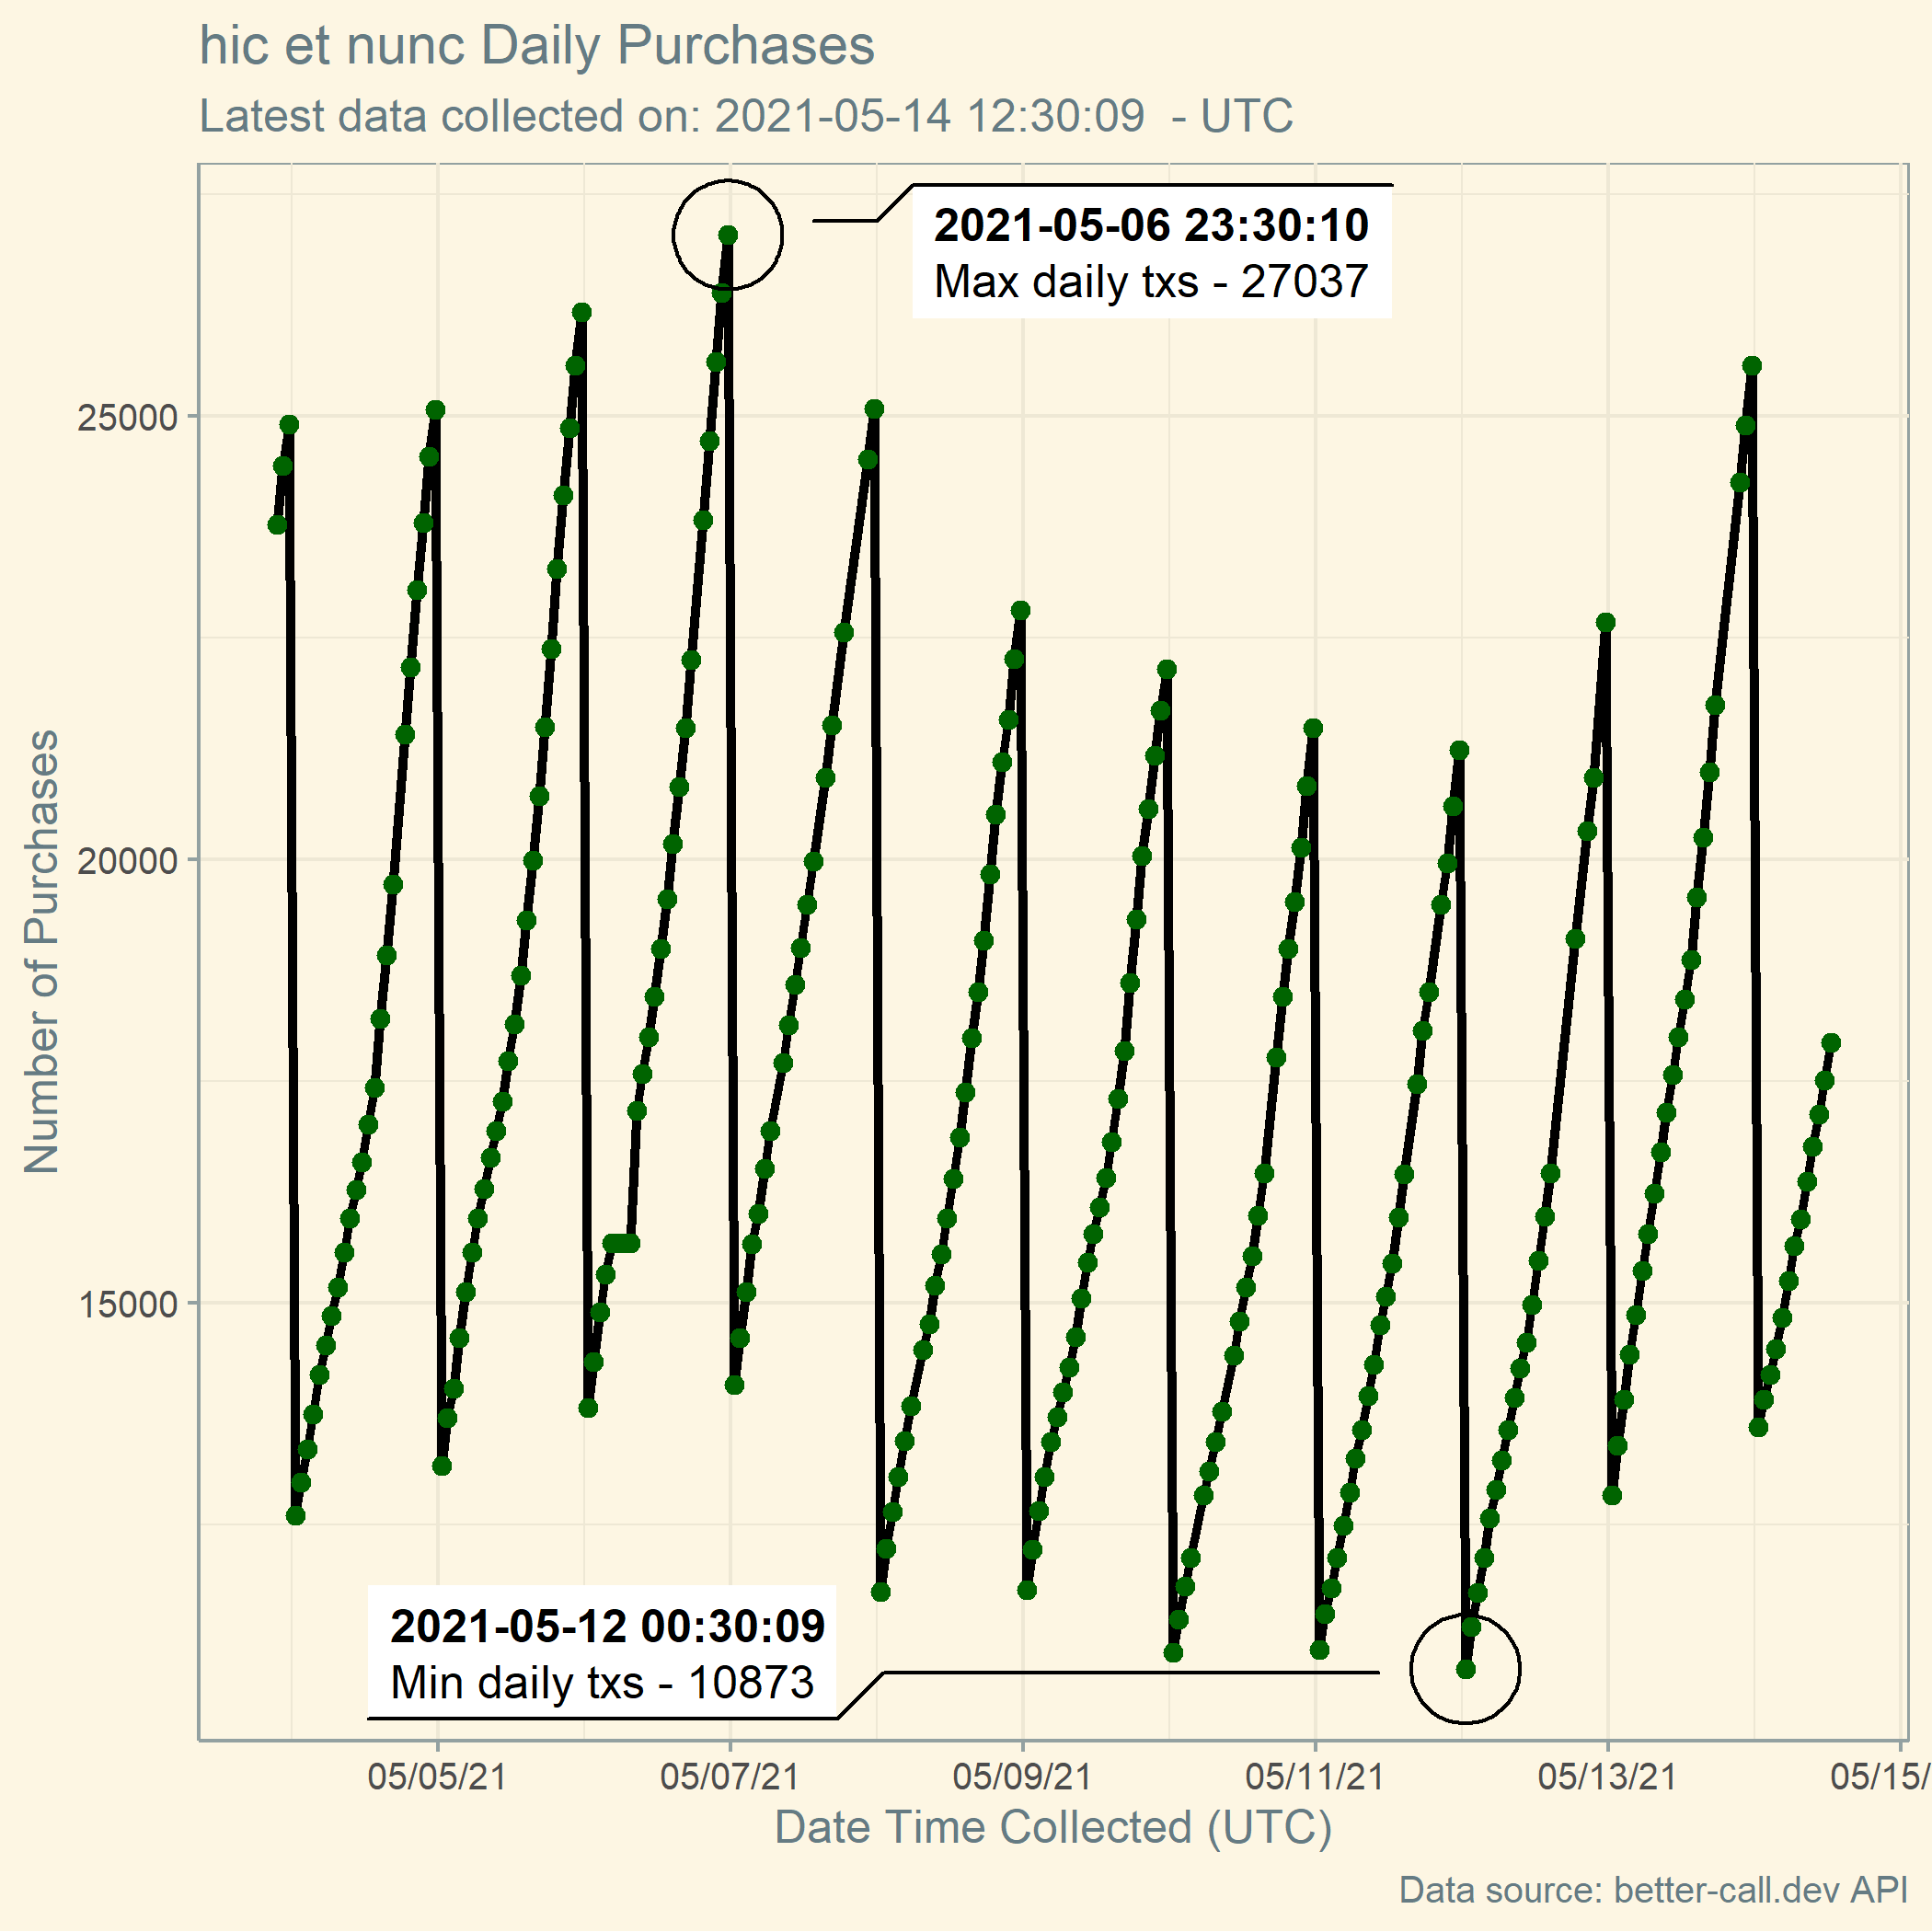 hic et nunc Daily Purchases
Latest data collected on: 2021-05-14 12:30:09  - UTC
2021-05-06 23:30:10
Max daily txs - 27037
25000
20000
15000
Number of Purchases
2021-05-12 00:30:09
Min daily txs - 10873
05/05/21 05/07/21 05/09/21 05/11/21 05/13/21 05/15/
Date Time Collected (UTC)
Data source: better-call.dev API